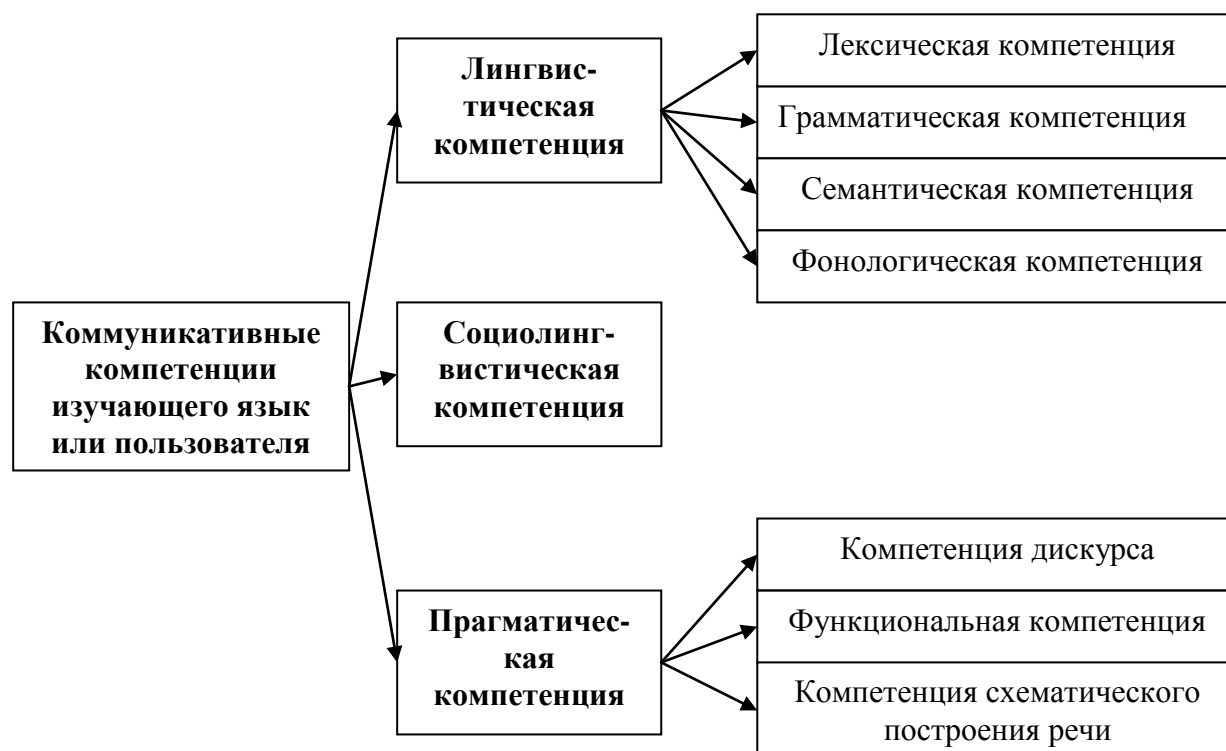 Коммуникативные
компетенции
изучающего язык
или пользователя
Лингвис-
тическая
компетенция
Лексическая компетенция
Грамматическая компетенция
Семантическая компетенция
Фонологическая компетенция
Социолинг-
вистическая
компетенция
Прагматичес-
кая
компетенция
Компетенция дискурса
Функциональная компетенция
Компетенция схематического
построения речи